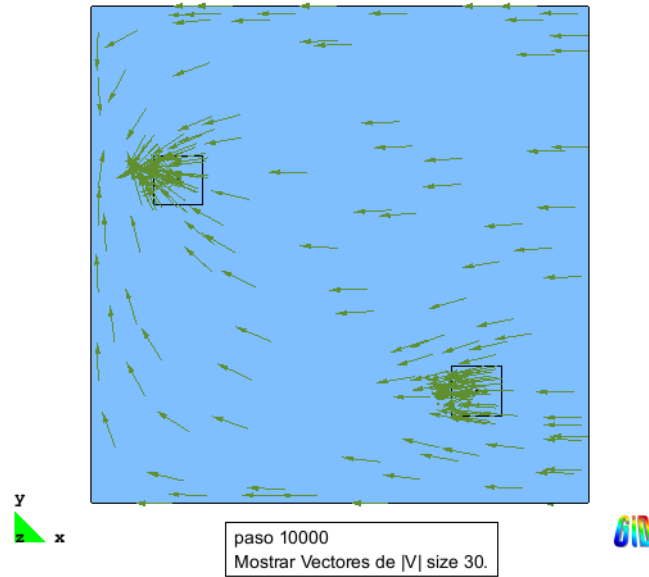 y
z x
paso 10000
Mostrar Vectores de |V| size 30.
GiD